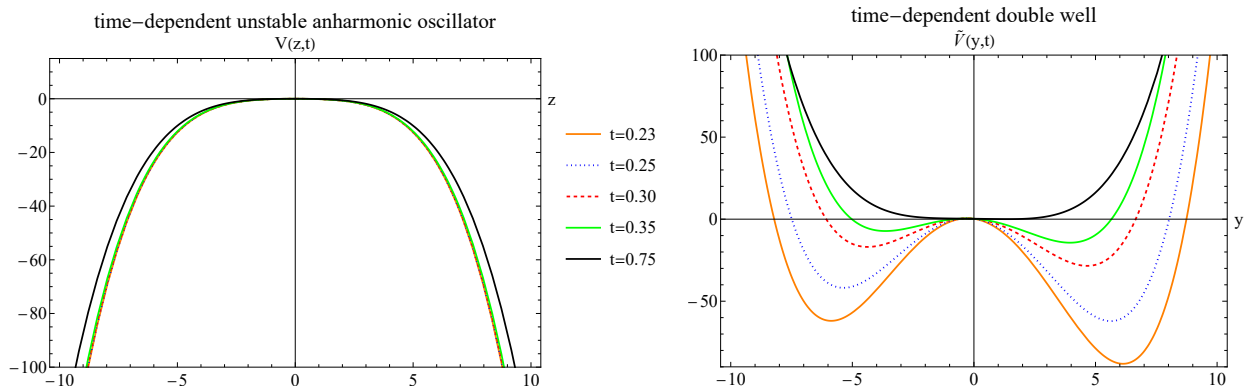 time-dependent unstable anharmonic oscillator
V(z,t)
z
0
-20
-40
-60
-80
-100
-10
-5
0
5
10
t=0.23
t=0.25
t=0.30
t=0.35
t=0.75
time-dependent double well
Ṽ(y,t)
y
100
50
0
-50
-10
-5
0
5
10